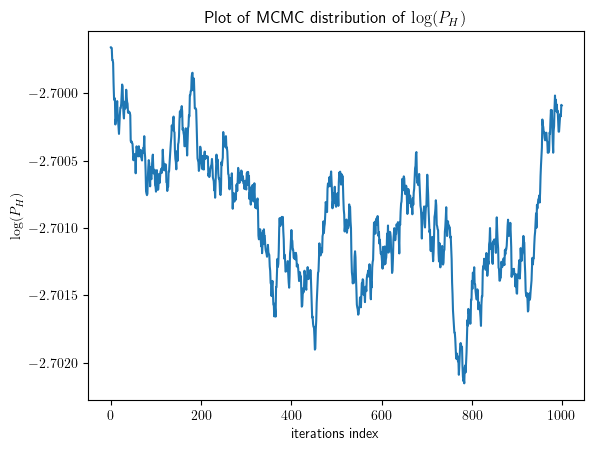 Plot of MCMC distribution of log(P_H)
−2.7000
−2.7005
−2.7010
−2.7015
−2.7020
log(P_H)
0 200 400 600 800 1000
iterations index